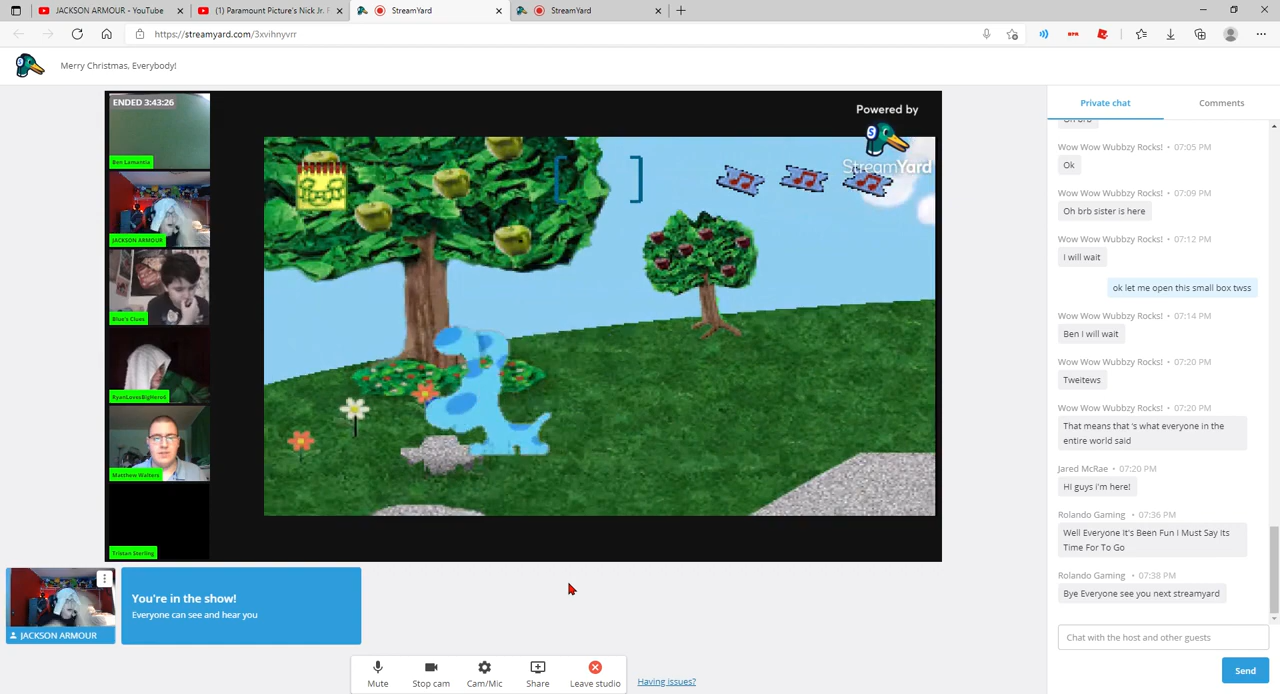 JACKSON ARMOUR - YouTube
(1) Paramount Picture's Nick Jr. F
StreamYard
StreamYard
https://streamyard.com/3xvihnyvrr
Merry Christmas, Everybody!
ENDED 3:43:26
Ben Lamantia
JACKSON ARMOUR
Blue's Clues
RyanLovesBigHero6
Matthew Walters
Tristan Sterling
Powered by
StreamYard
Private chat
Comments
Oh brb
Wow Wow Wubbzy Rocks! • 07:05 PM
Ok
Wow Wow Wubbzy Rocks! • 07:09 PM
Oh brb sister is here
Wow Wow Wubbzy Rocks! • 07:12 PM
I will wait
ok let me open this small box twss
Wow Wow Wubbzy Rocks! • 07:14 PM
Ben I will wait
Wow Wow Wubbzy Rocks! • 07:20 PM
Tweitews
Wow Wow Wubbzy Rocks! • 07:20 PM
That means that 's what everyone in the
entire world said
Jared McRae • 07:20 PM
HI guys i'm here!
Rolando Gaming • 07:36 PM
Well Everyone It's Been Fun I Must Say Its
Time For To Go
Rolando Gaming • 07:38 PM
Bye Everyone see you next streamyard
JACKSON ARMOUR
You're in the show!
Everyone can see and hear you
Mute
Stop cam
Cam/Mic
Share
Leave studio
Having issues?
Chat with the host and other guests
Send